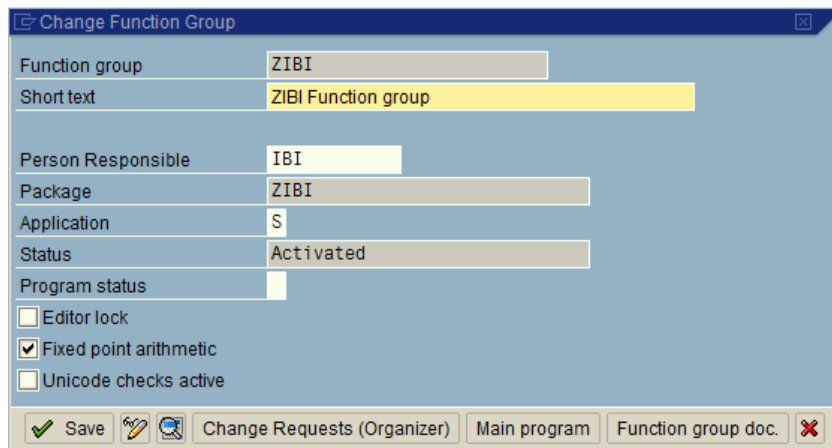 Change Function Group
Function group ZIBI
Short text ZIBI Function group
Person Responsible IBI
Package ZIBI
Application S
Status Activated
Program status
Editor lock
Fixed point arithmetic
Unicode checks active
Save Change Requests (Organizer) Main program Function group doc.